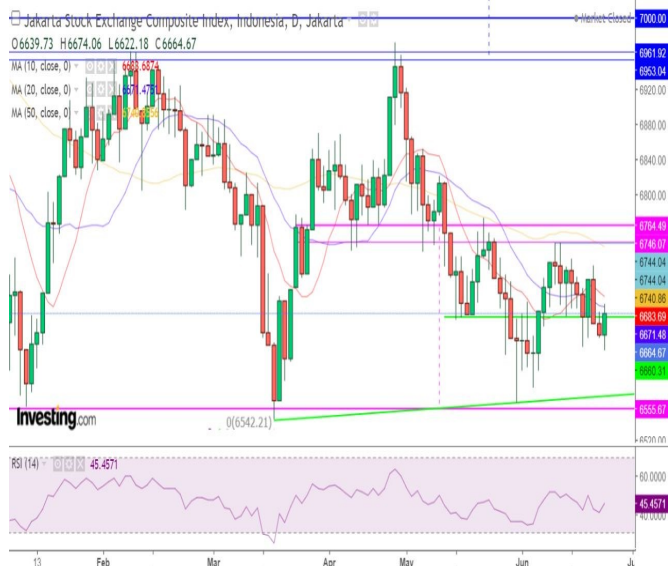 Jakarta Stock Exchange Composite Index, Indonesia, D, Jakarta
Market Closed
O6639.73 H6674.06 L6622.18 C6664.67
MA (10, close, 0) 6683.6874
MA (20, close, 0)
MA (50, close, 0)
7000.00
6961.92
6953.04
6920.00
6880.00
6840.00
6800.00
6764.49
6746.07
6744.04
6744.04
6740.86
6683.69
6671.48
6664.67
6660.31
6555.67
6520.00
0(6542.21)
Investing.com
RSI (14) 45.4571
60.0000
45.4571
40.0000
13 Feb Mar Apr May Jun